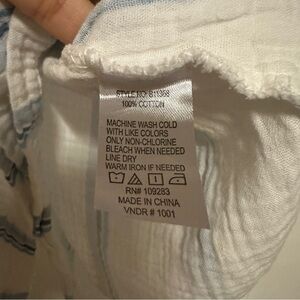 STYLE NO: B11368
100% COTTON
MACHINE WASH COLD
WITH LIKE COLORS
ONLY NON-CHLORINE
BLEACH WHEN NEEDED
LINE DRY
WARM IRON IF NEEDED
RN# 109283
MADE IN CHINA
VNDR # 1001